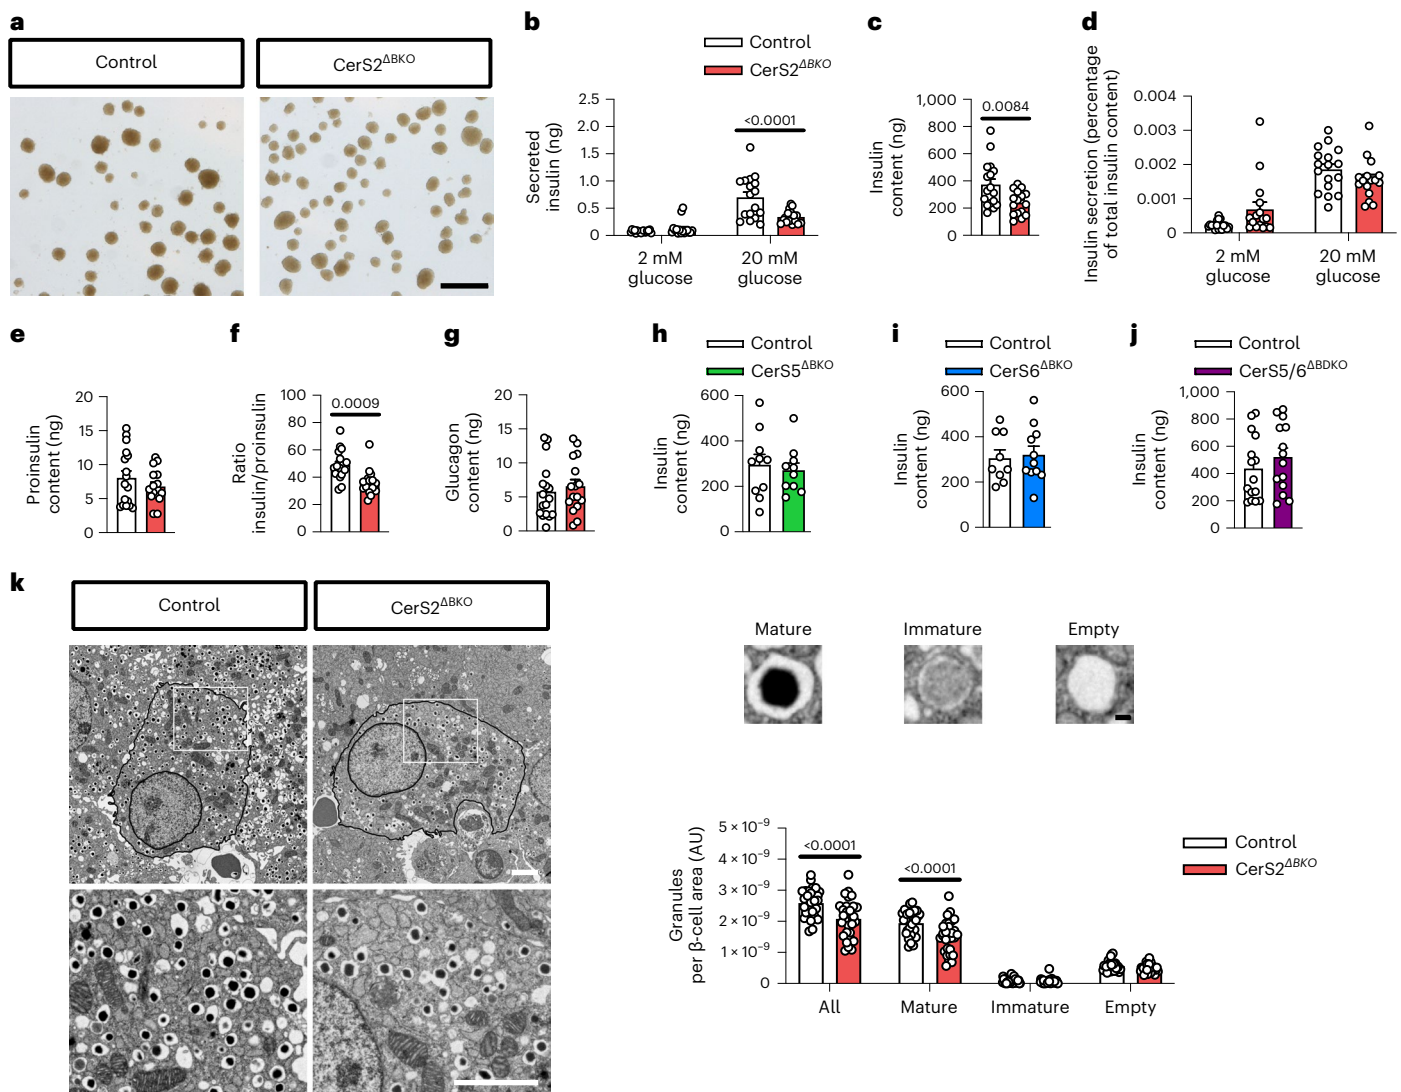 a
Control
CerS2ΔBKO
b
Control
CerS2ΔBKO
Secreted
insulin (ng)
2.5
2.0
1.5
1.0
0.5
0
<0.0001
2 mM
glucose
20 mM
glucose
c
Insulin
content (ng)
1,000
800
600
400
200
0
0.0084
d
Insulin secretion (percentage
of total insulin content)
0.004
0.003
0.002
0.001
0
2 mM
glucose
20 mM
glucose
e
Proinsulin
content (ng)
20
15
10
5
0
f
Ratio
insulin/proinsulin
100
80
60
40
20
0
0.0009
g
Glucagon
content (ng)
20
15
10
5
0
h
Control
CerS5ΔBKO
Insulin
content (ng)
600
400
200
0
i
Control
CerS6ΔBKO
Insulin
content (ng)
600
400
200
0
j
Control
CerS5/6ΔBDKO
Insulin
content (ng)
1,000
800
600
400
200
0
k
Control
CerS2ΔBKO
Mature
Immature
Empty
Granules
per β-cell area (AU)
5 × 10⁻⁹
4 × 10⁻⁹
3 × 10⁻⁹
2 × 10⁻⁹
1 × 10⁻⁹
0
<0.0001
<0.0001
All
Mature
Immature
Empty
Control
CerS2ΔBKO